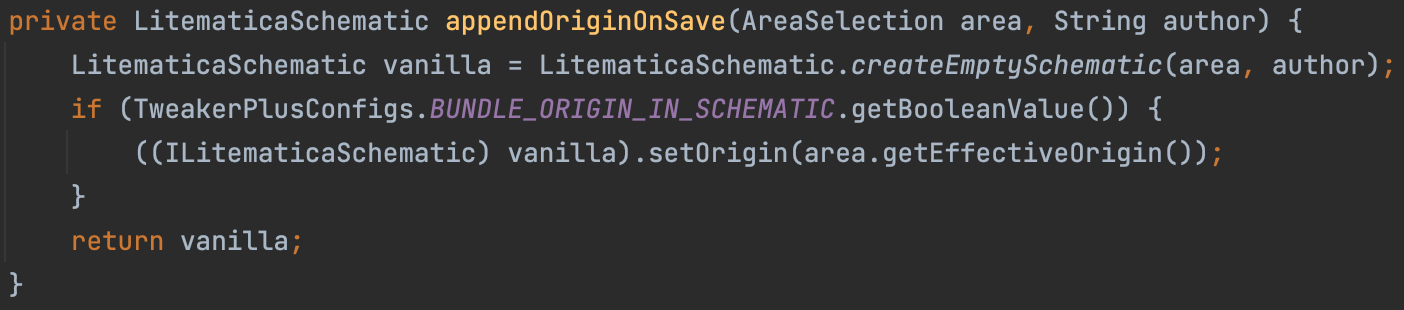 private LitematicaSchematic appendOriginOnSave(AreaSelection area, String author) {
    LitematicaSchematic vanilla = LitematicaSchematic.createEmptySchematic(area, author);
    if (TweakerPlusConfigs.BUNDLE_ORIGIN_IN_SCHEMATIC.getBooleanValue()) {
        ((ILitematicaSchematic) vanilla).setOrigin(area.getEffectiveOrigin());
    }
    return vanilla;
}